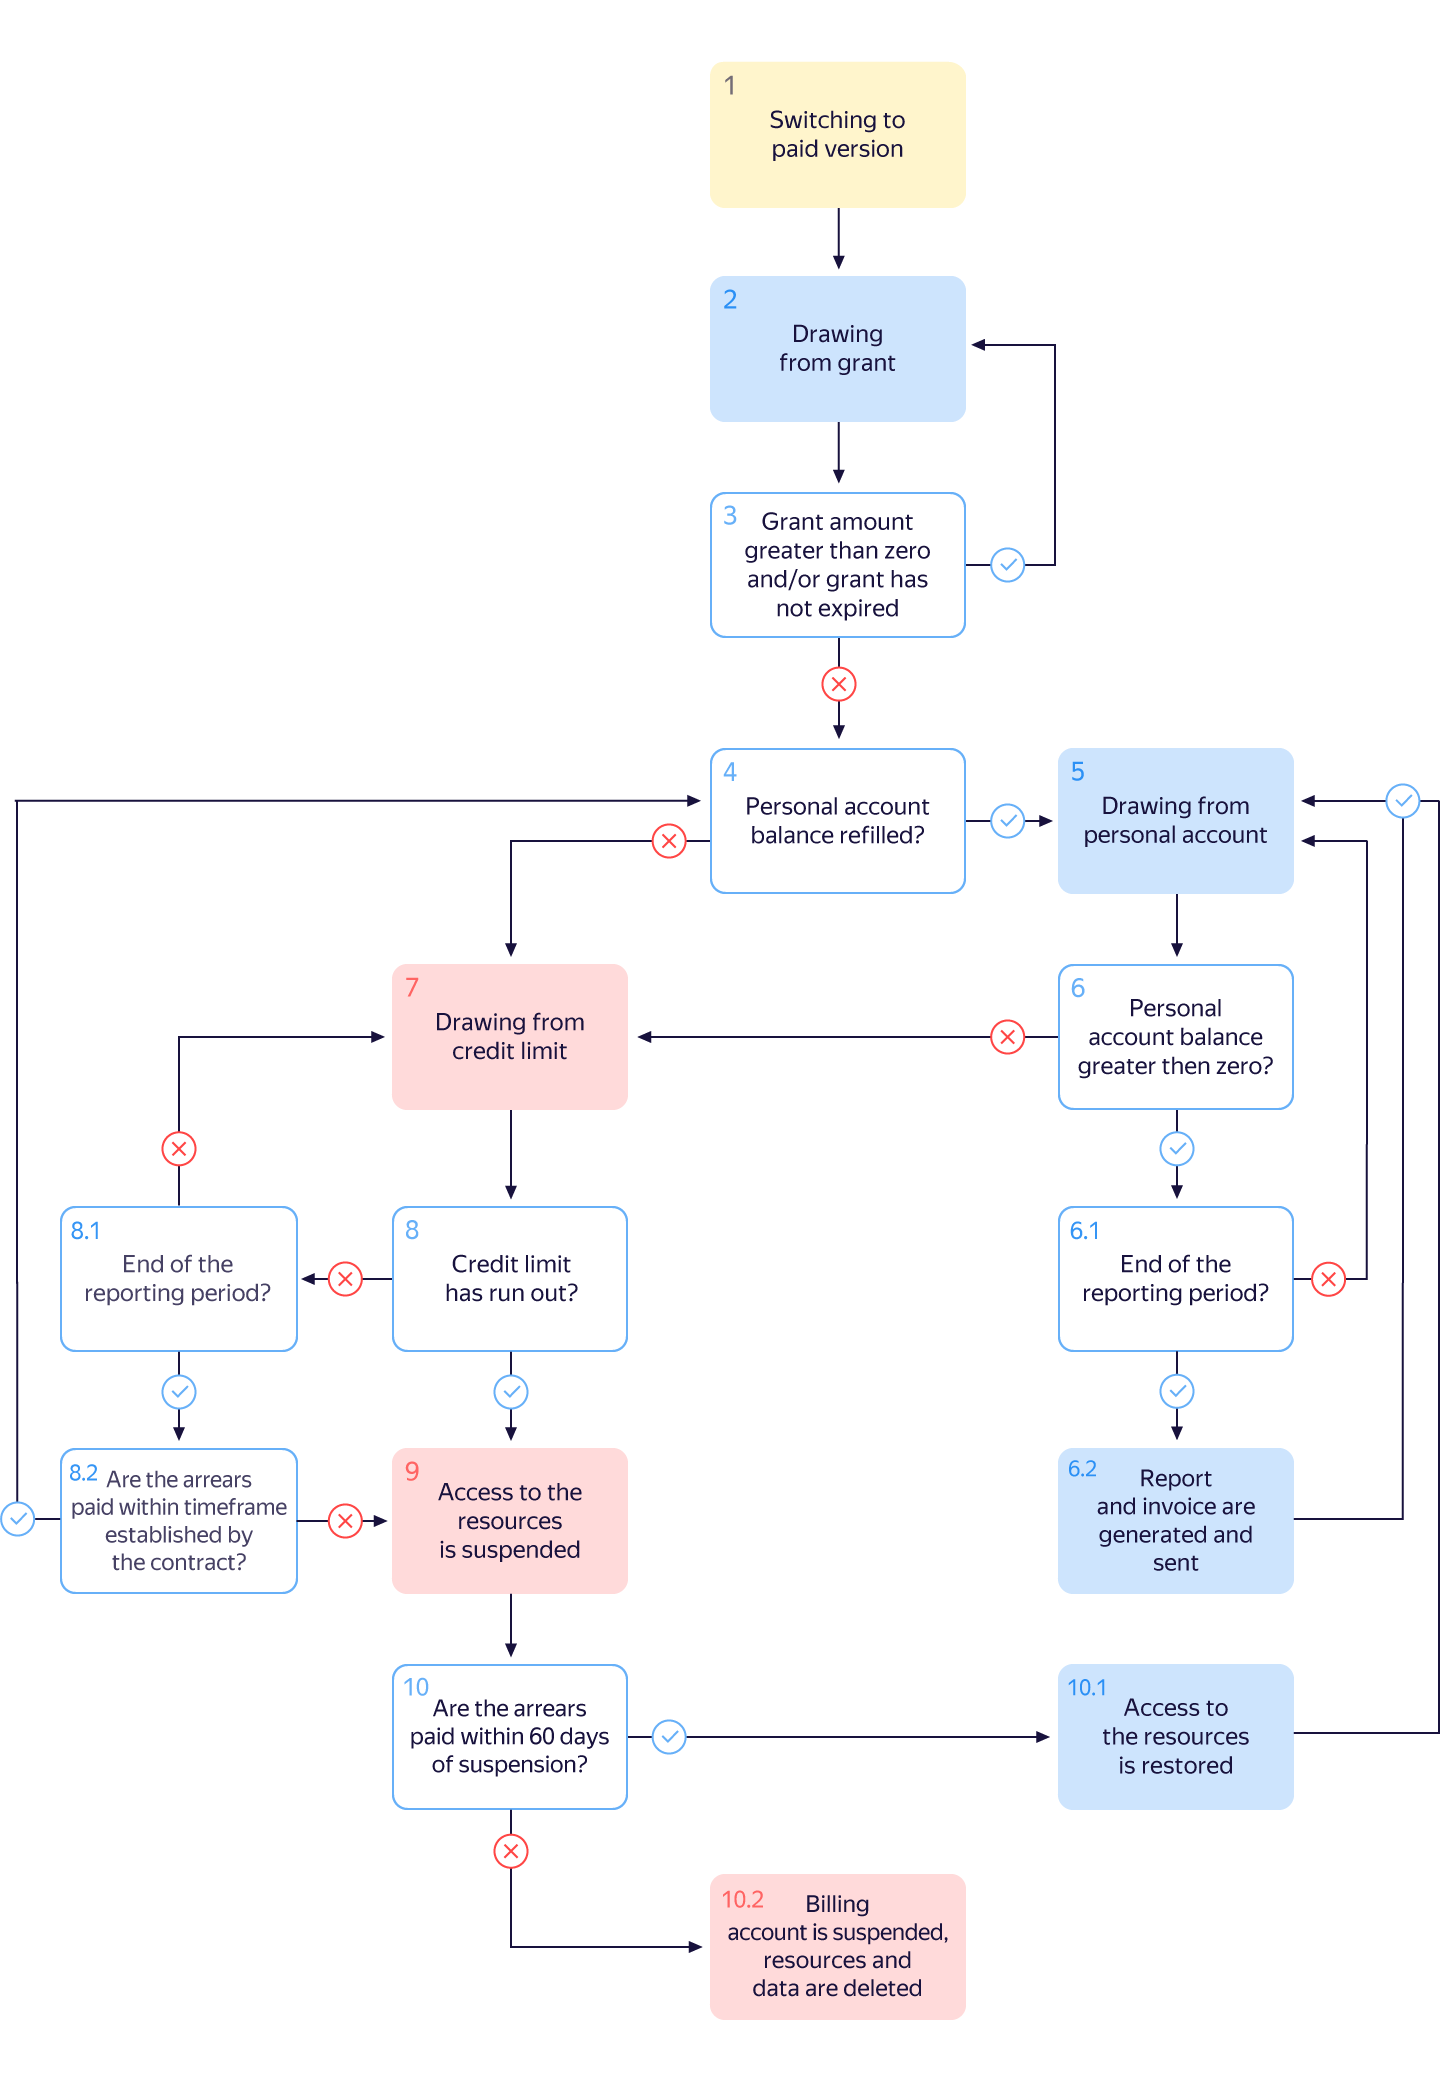 1
Switching to
paid version
2
Drawing
from grant
3
Grant amount
greater than zero
and/or grant has
not expired
4
Personal account
balance refilled?
5
Drawing from
personal account
7
Drawing from
credit limit
6
Personal
account balance
greater then zero?
8.1
End of the
reporting period?
8
Credit limit
has run out?
6.1
End of the
reporting period?
8.2
Are the arrears
paid within timeframe
established by
the contract?
9
Access to the
resources
is suspended
6.2
Report
and invoice are
generated and
sent
10
Are the arrears
paid within 60 days
of suspension?
10.1
Access to
the resources
is restored
10.2
Billing
account is suspended,
resources and
data are deleted